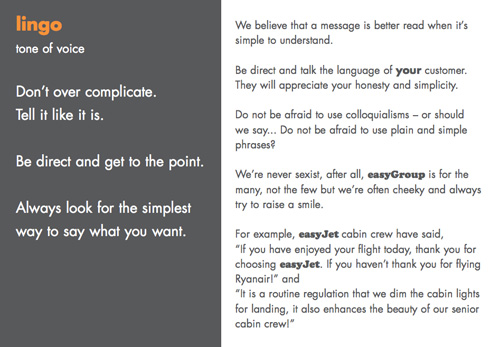 lingo
tone of voice
Don't over complicate.
Tell it like it is.
Be direct and get to the point.
Always look for the simplest
way to say what you want.
We believe that a message is better read when it's
simple to understand.
Be direct and talk the language of your customer.
They will appreciate your honesty and simplicity.
Do not be afraid to use colloquialisms – or should
we say... Do not be afraid to use plain and simple
phrases?
We're never sexist, after all, easyGroup is for the
many, not the few but we're often cheeky and always
try to raise a smile.
For example, easyJet cabin crew have said,
"If you have enjoyed your flight today, thank you for
choosing easyJet. If you haven't thank you for flying
Ryanair!" and
"It is a routine regulation that we dim the cabin lights
for landing, it also enhances the beauty of our senior
cabin crew!"